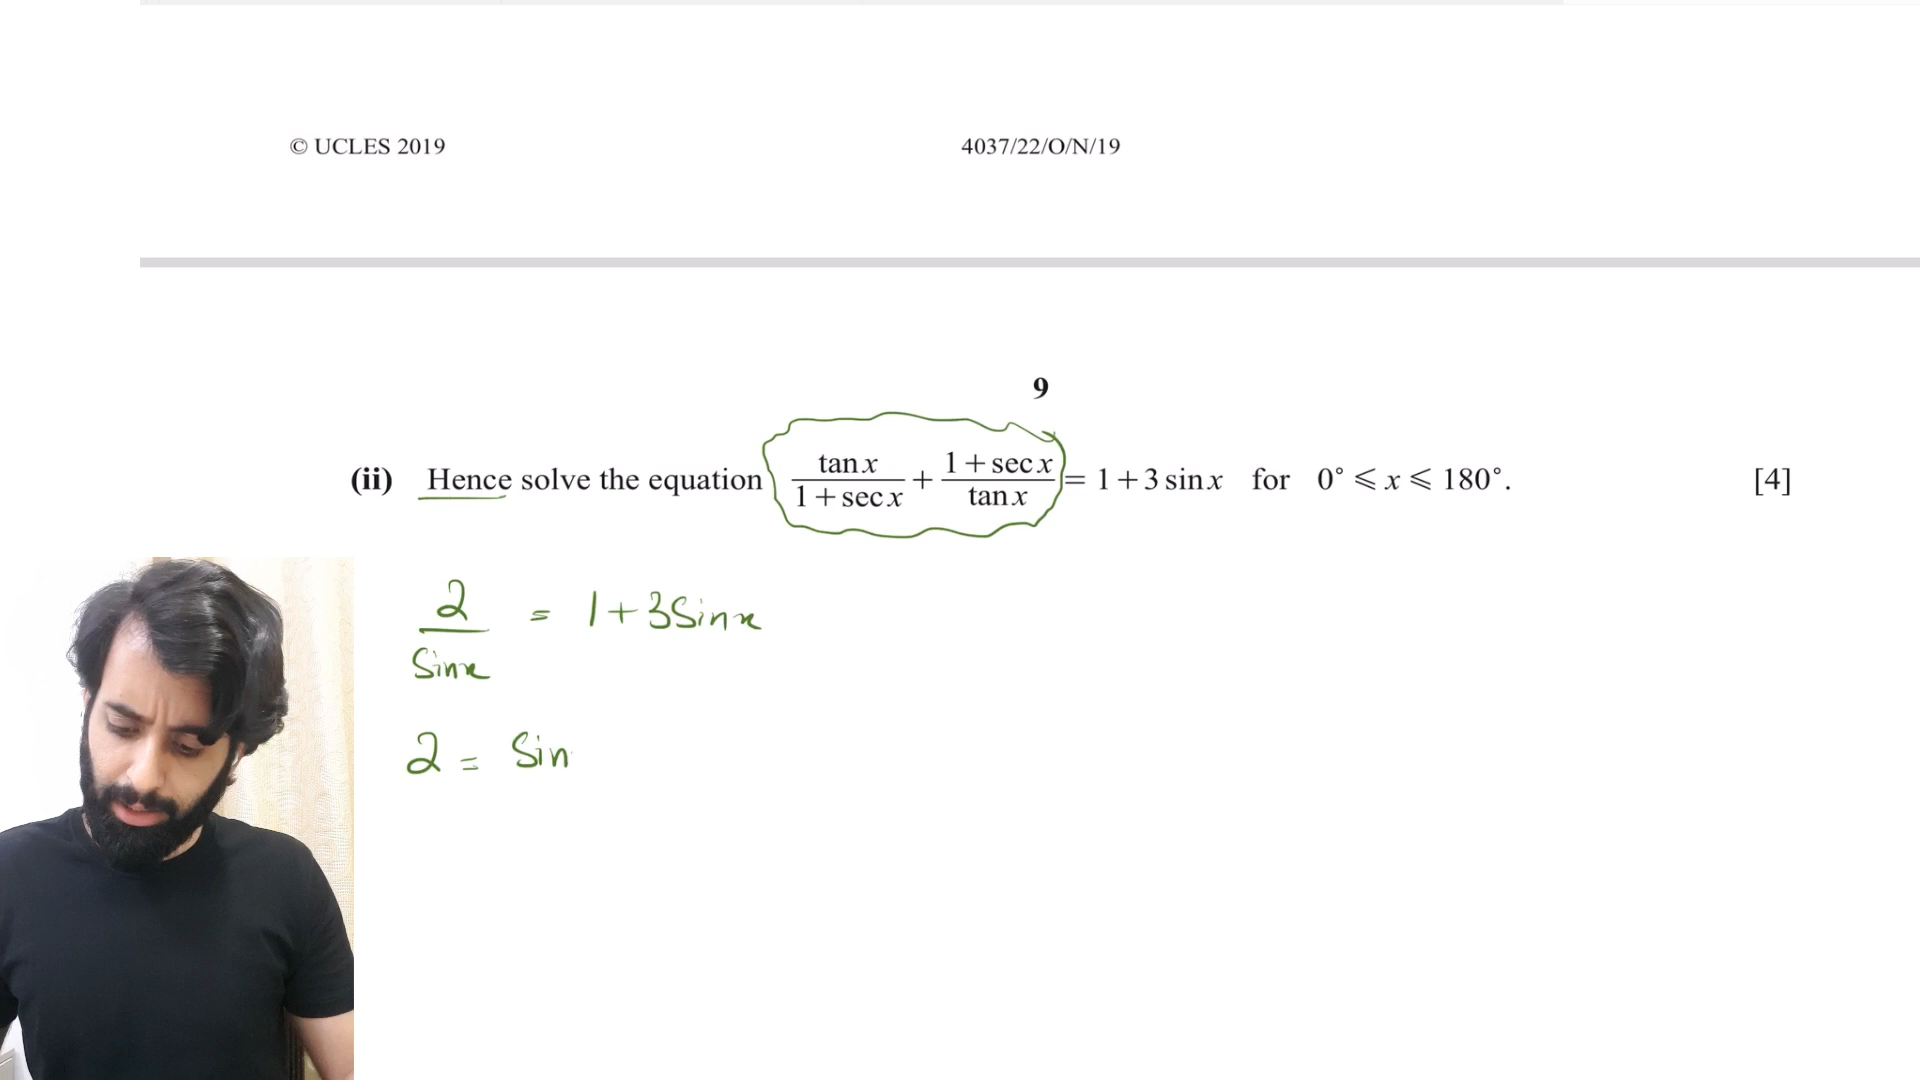 © UCLES 2019 4037/22/O/N/19
9
(ii) Hence solve the equation tan x / (1 + sec x) + (1 + sec x) / tan x = 1 + 3 sin x for 0° ⩽ x ⩽ 180°. [4]
2 / Sinx = 1 + 3Sinx
2 = Sin